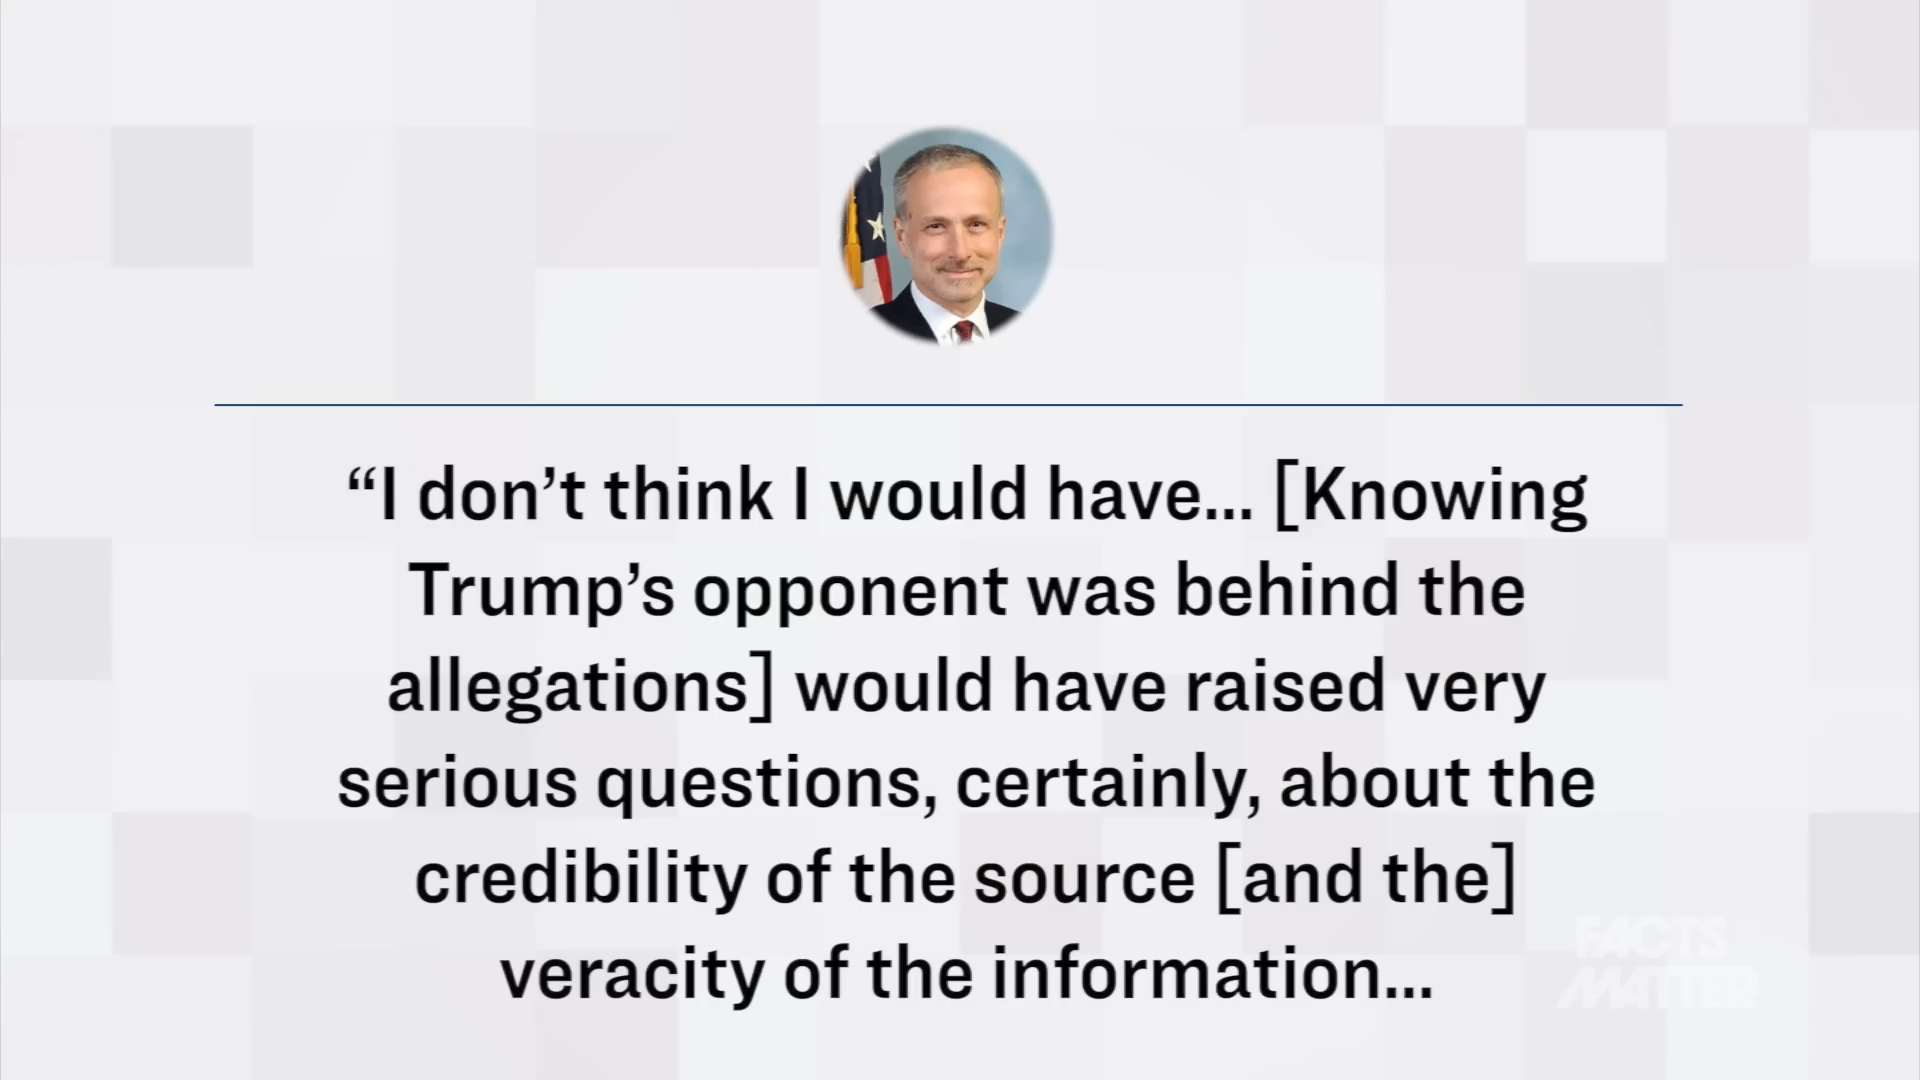 “I don’t think I would have... [Knowing
Trump’s opponent was behind the
allegations] would have raised very
serious questions, certainly, about the
credibility of the source [and the]
veracity of the information...
FACTS
MATTER